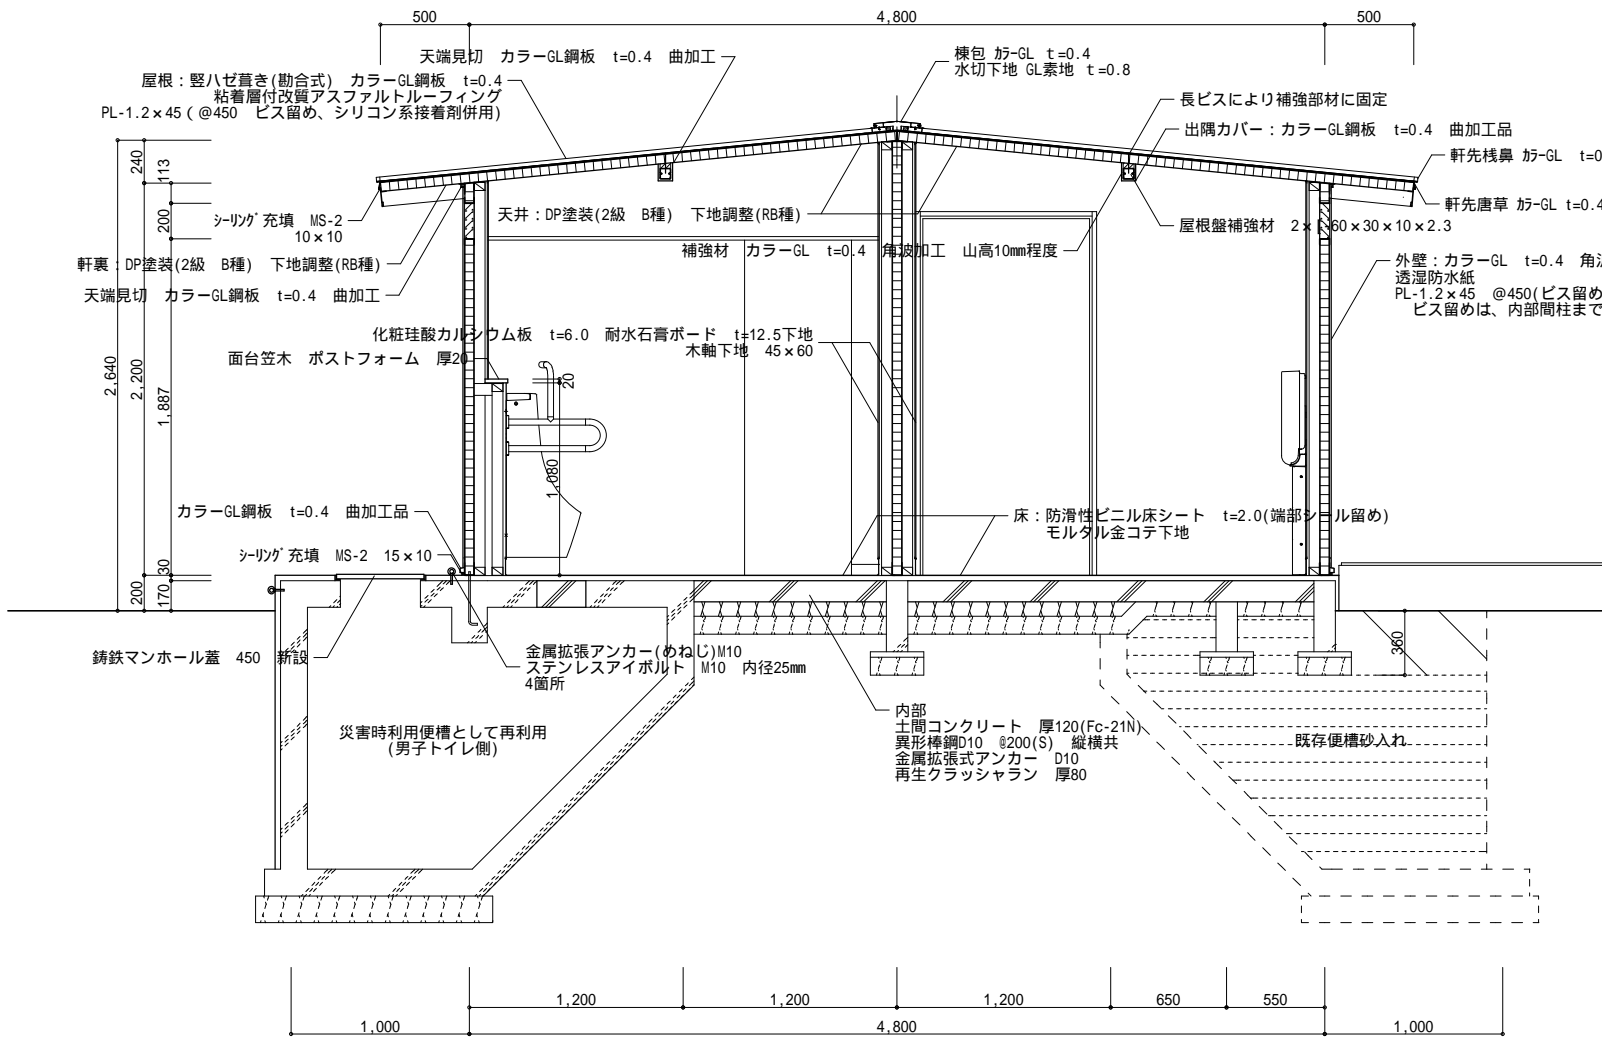 500
4,800
500
天端見切　カラーGL鋼板　t=0.4　曲加工
屋根：竪ハゼ葺き(勘合式)　カラーGL鋼板　t=0.4
粘着層付改質アスファルトルーフィング
PL-1.2×45（@450　ビス留め、シリコン系接着剤併用)
棟包 ｶﾗｰGL t=0.4
水切下地 GL素地 t=0.8
長ビスにより補強部材に固定
出隅カバー：カラーGL鋼板　t=0.4　曲加工品
軒先桟鼻 ｶﾗｰGL　t=0
軒先唐草 ｶﾗｰGL t=0.4
240
113
200
2,640
2,200
1,887
30
200
170
ｼｰﾘﾝｸﾞ充填　MS-2
10×10
天井：DP塗装(2級　B種)　下地調整(RB種)
屋根盤補強材　2×　-60×30×10×2.3
補強材　カラーGL　t=0.4　角波加工　山高10mm程度
軒裏：DP塗装(2級　B種)　下地調整(RB種)
天端見切　カラーGL鋼板　t=0.4　曲加工
外壁：カラーGL　t=0.4　角
透湿防水紙
PL-1.2×45　@450(ビス留め
ビス留めは、内部間柱まで
化粧珪酸カルシウム板　t=6.0　耐水石膏ボード　t=12.5下地
木軸下地　45×60
面台笠木　ポストフォーム　厚20
20
1,080
カラーGL鋼板　t=0.4　曲加工品
ｼｰﾘﾝｸﾞ充填　MS-2　15×10
床：防滑性ビニル床シート　t=2.0(端部シール留め)
モルタル金コテ下地
鋳鉄マンホール蓋　450　新設
金属拡張アンカー(めねじ)M10
ステンレスアイボルト　M10　内径25mm
4箇所
360
災害時利用便槽として再利用
(男子トイレ側)
内部
土間コンクリート　厚120(Fc-21N)
異形棒鋼D10　@200(S)　縦横共
金属拡張式アンカー　D10
再生クラッシャラン　厚80
既存便槽砂入れ
1,200
1,200
1,200
650
550
1,000
4,800
1,000